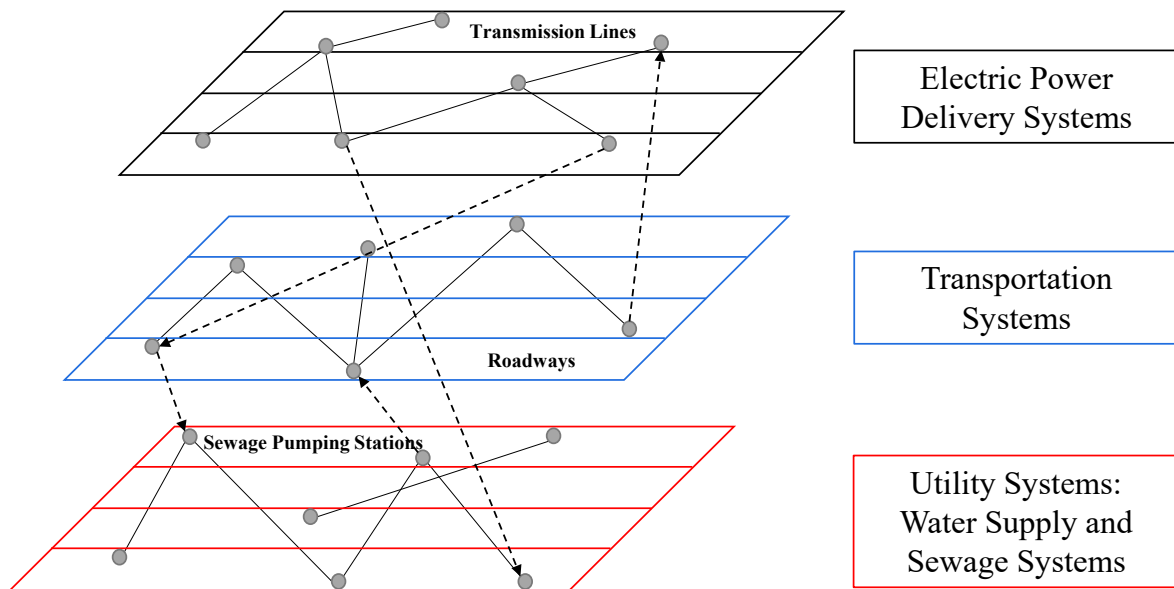 Transmission Lines
Electric Power
Delivery Systems
Transportation
Systems
Roadways
Sewage Pumping Stations
Utility Systems:
Water Supply and
Sewage Systems